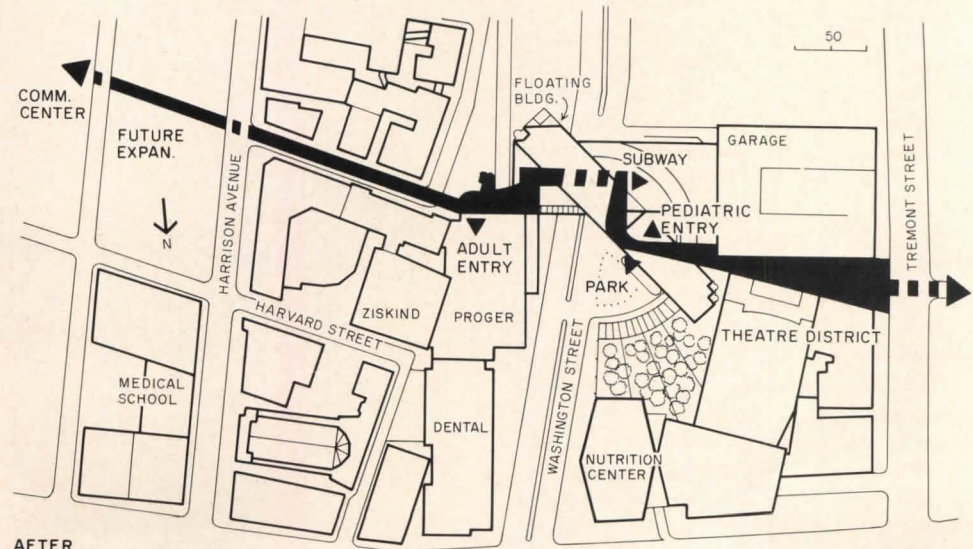 50
FLOATING
BLDG.
COMM.
CENTER
FUTURE
EXPAN.
HARRISON AVENUE
N
SUBWAY
GARAGE
TREMONT STREET
PEDIATRIC
ENTRY
ADULT
ENTRY
PARK
ZISKIND
PROGER
HARVARD STREET
THEATRE DISTRICT
MEDICAL
SCHOOL
DENTAL
WASHINGTON STREET
NUTRITION
CENTER
AFTER